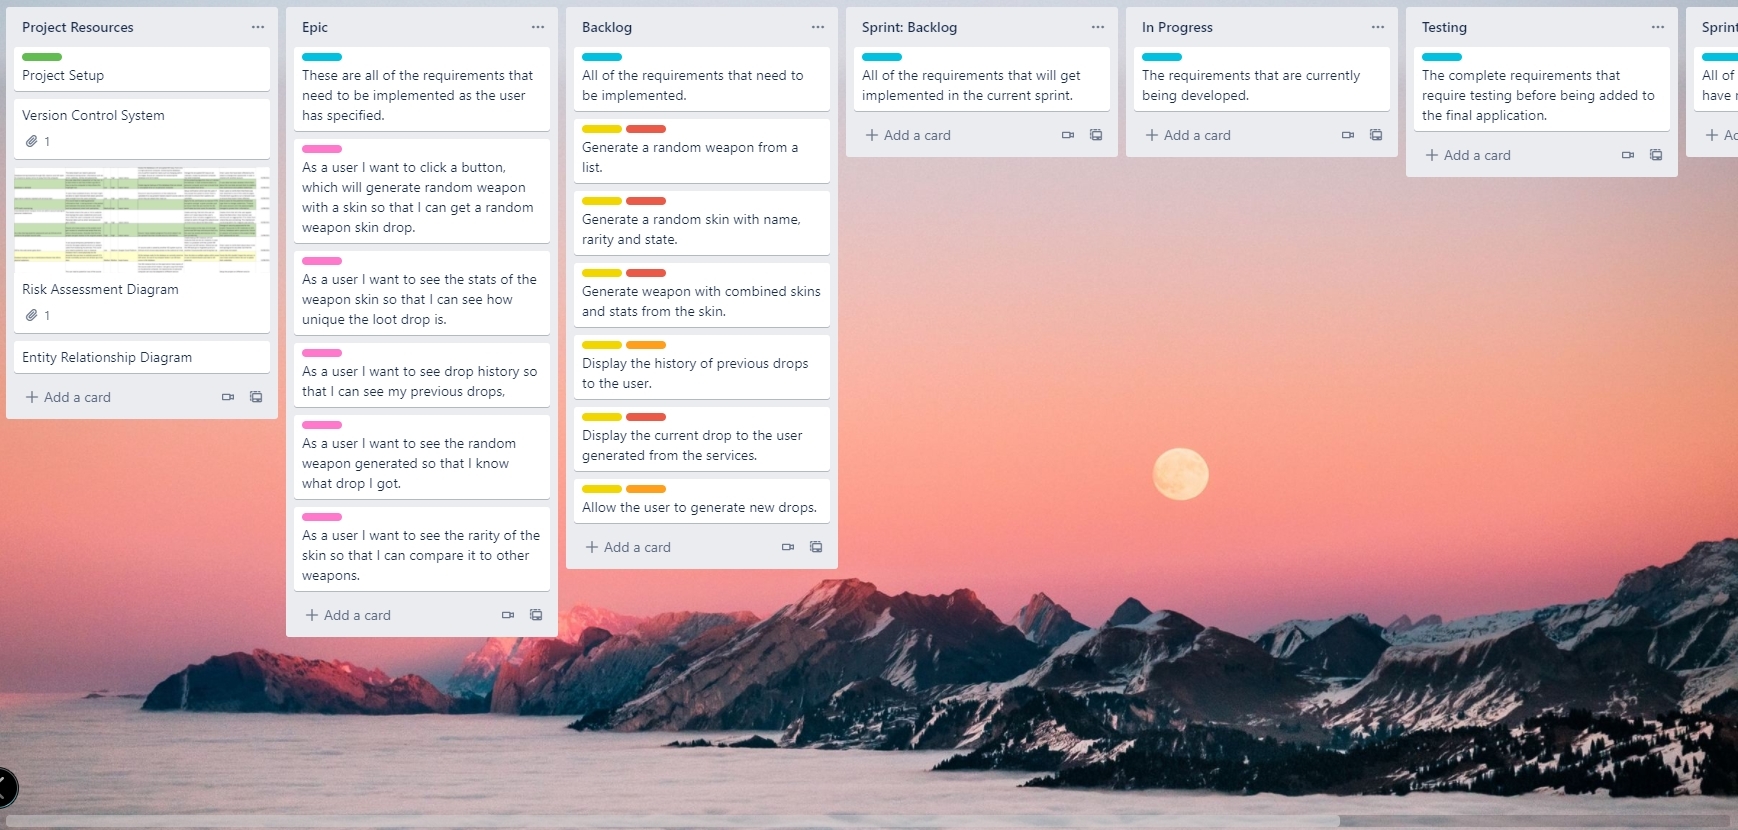 Project Resources
Project Setup
Version Control System
1
Risk Assessment Diagram
1
Entity Relationship Diagram
Add a card
Epic
These are all of the requirements that
need to be implemented as the user
has specified.
As a user I want to click a button,
which will generate random weapon
with a skin so that I can get a random
weapon skin drop.
As a user I want to see the stats of the
weapon skin so that I can see how
unique the loot drop is.
As a user I want to see drop history so
that I can see my previous drops,
As a user I want to see the random
weapon generated so that I know
what drop I got.
As a user I want to see the rarity of the
skin so that I can compare it to other
weapons.
Add a card
Backlog
All of the requirements that need to
be implemented.
Generate a random weapon from a
list.
Generate a random skin with name,
rarity and state.
Generate weapon with combined skins
and stats from the skin.
Display the history of previous drops
to the user.
Display the current drop to the user
generated from the services.
Allow the user to generate new drops.
Add a card
Sprint: Backlog
All of the requirements that will get
implemented in the current sprint.
Add a card
In Progress
The requirements that are currently
being developed.
Add a card
Testing
The complete requirements that
require testing before being added to
the final application.
Add a card
Sprint
All of
have